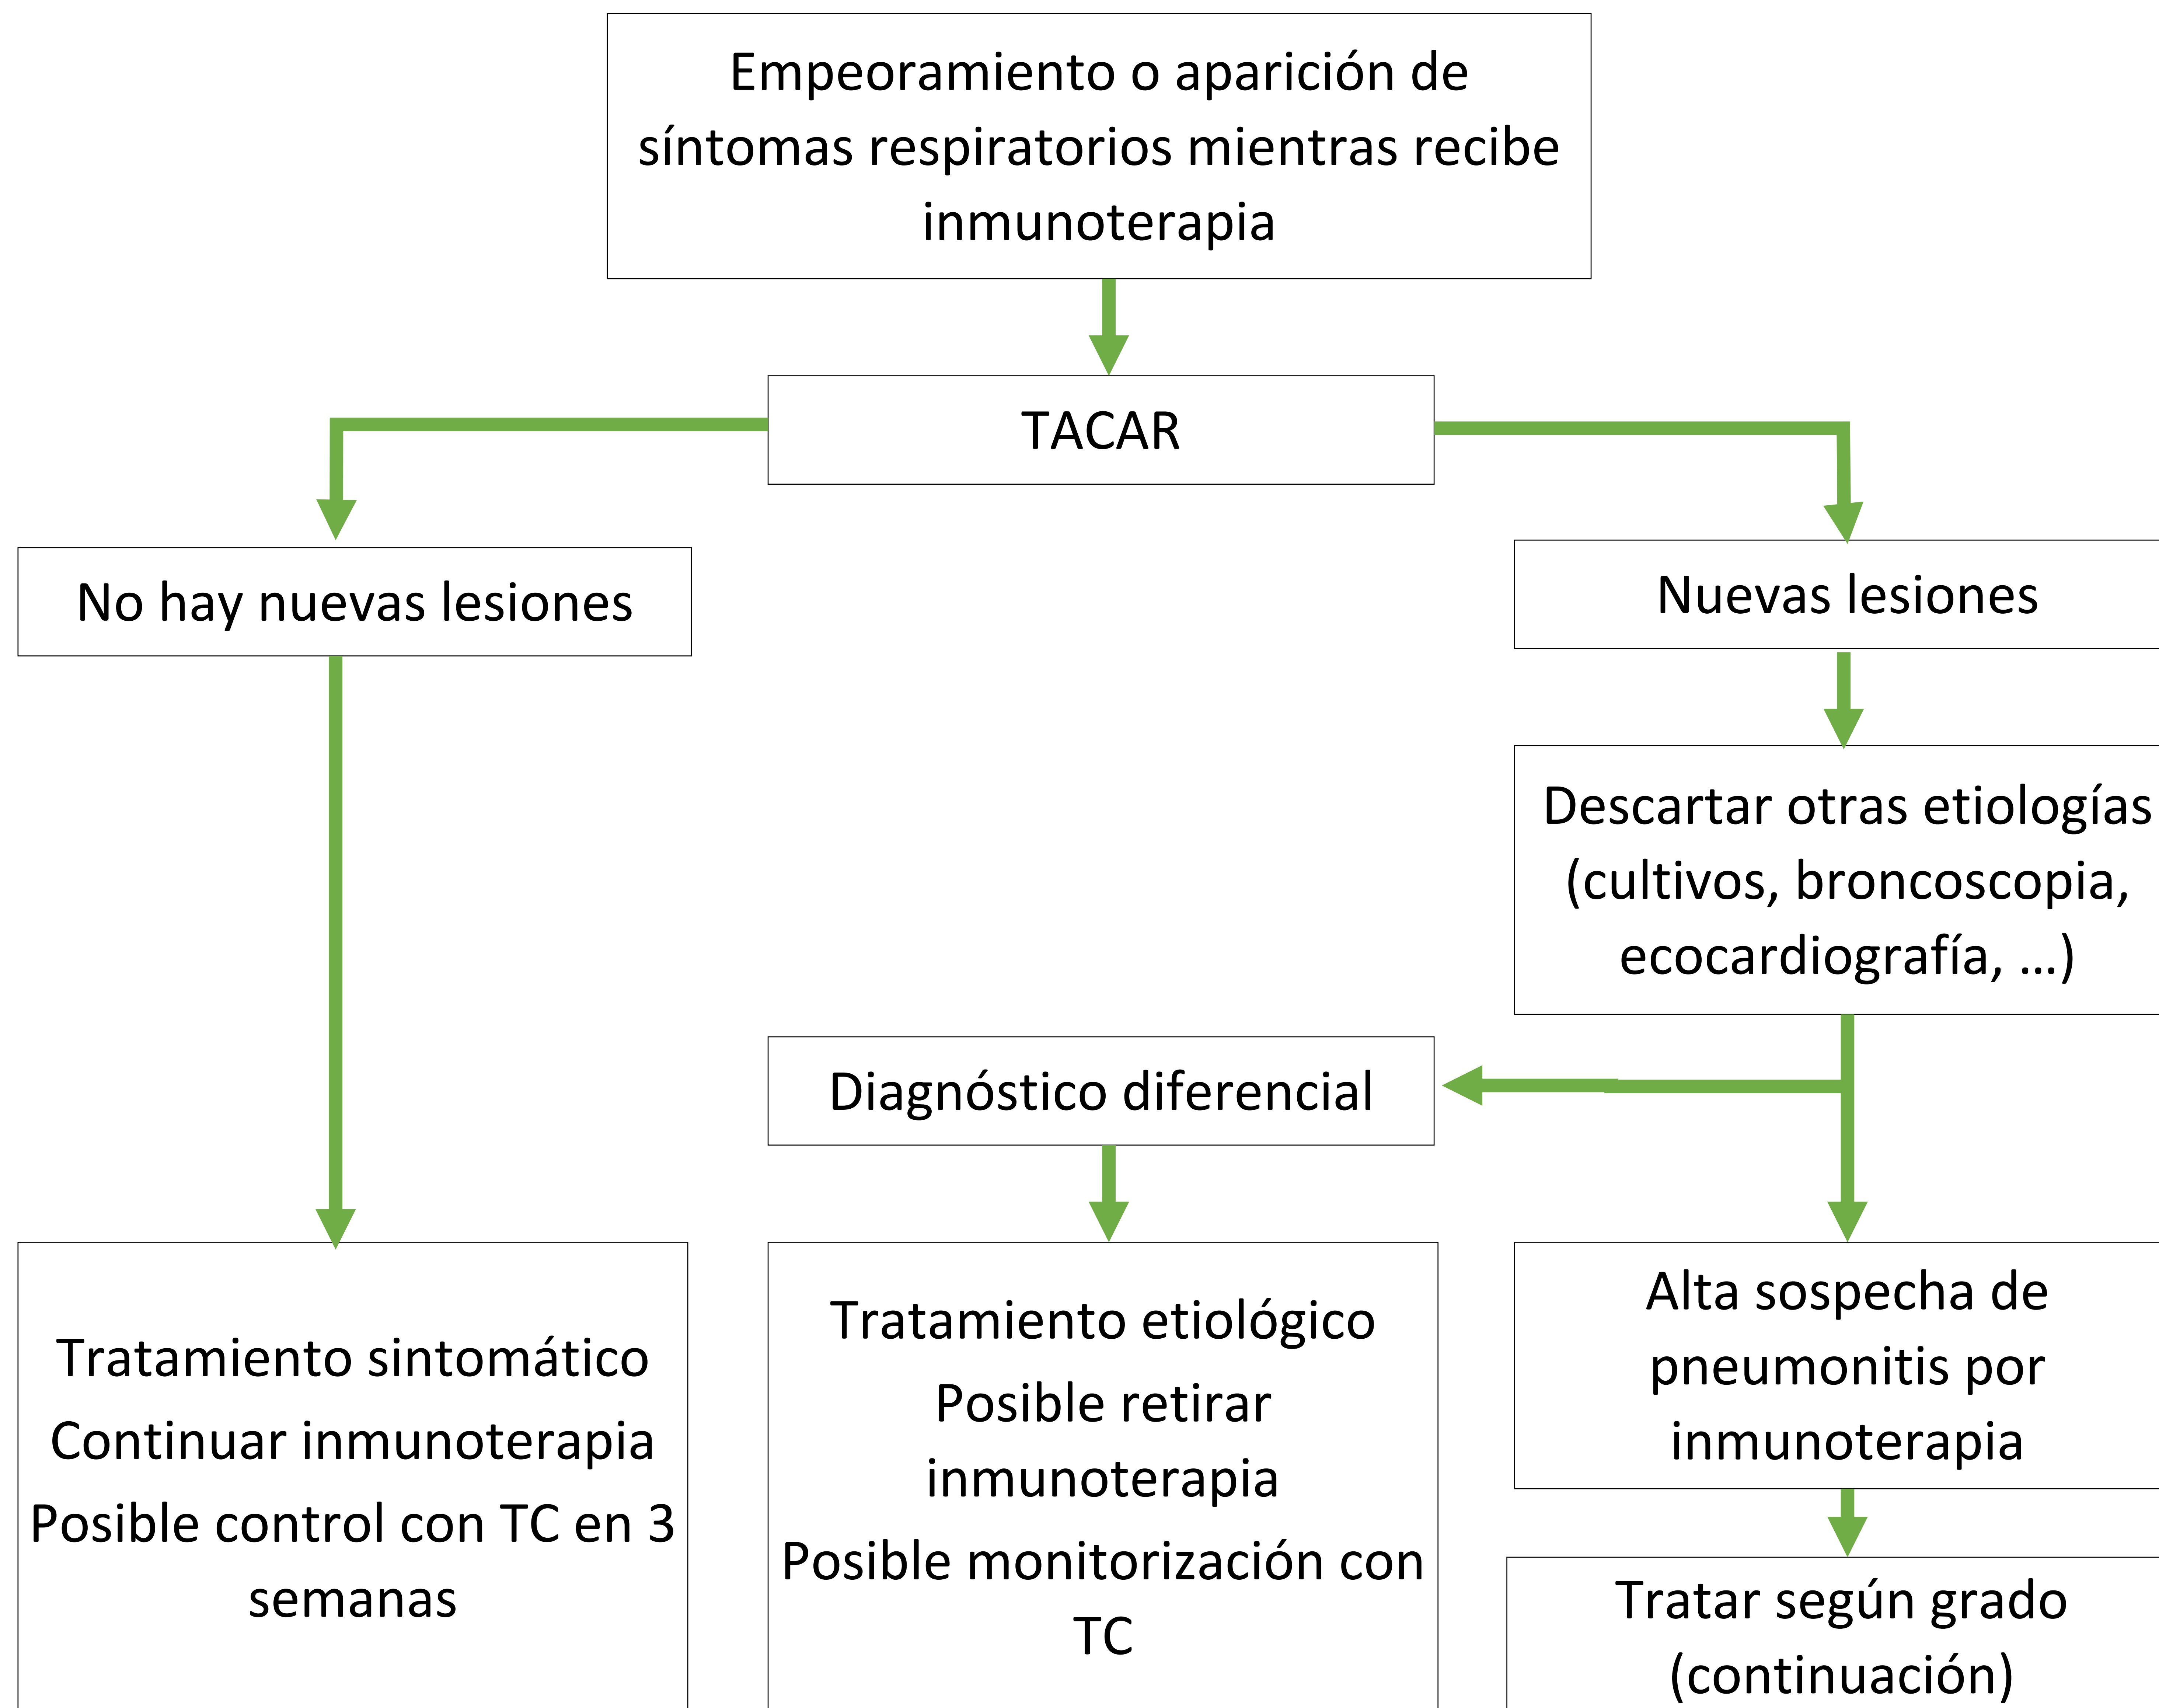 Empeoramiento o aparición de
síntomas respiratorios mientras recibe
inmunoterapia
TACAR
No hay nuevas lesiones
Nuevas lesiones
Descartar otras etiologías
(cultivos, broncoscopia,
ecocardiografía, ...)
Diagnóstico diferencial
Tratamiento sintomático
Continuar inmunoterapia
Posible control con TC en 3
semanas
Tratamiento etiológico
Posible retirar
inmunoterapia
Posible monitorización con
TC
Alta sospecha de
pneumonitis por
inmunoterapia
Tratar según grado
(continuación)